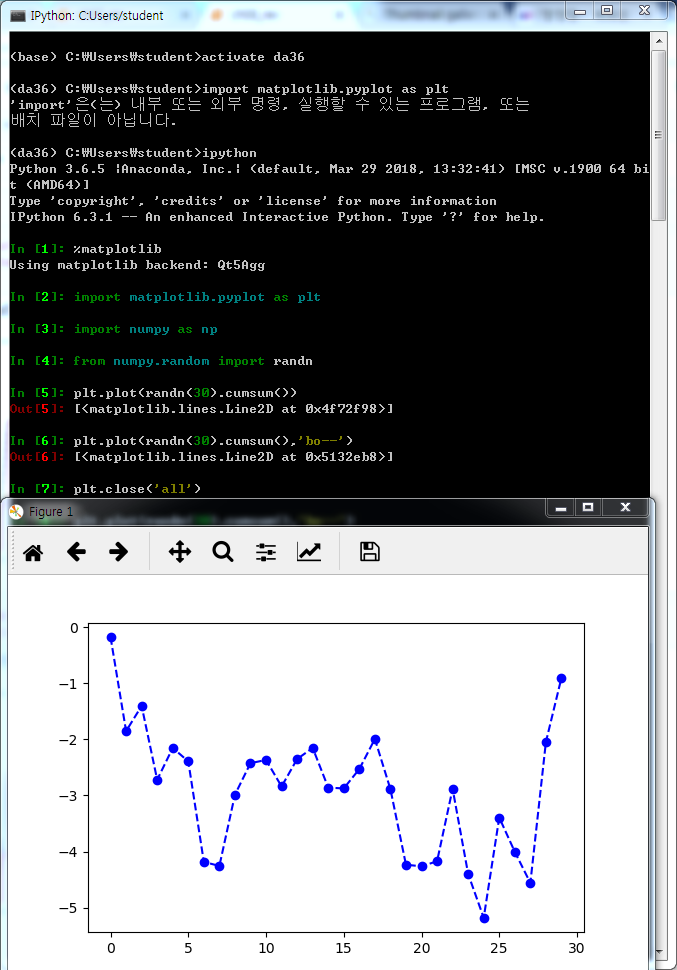 IPython: C:Users/student
(base) C:₩Users₩student>activate da36
(da36) C:₩Users₩student>import matplotlib.pyplot as plt
'import'은(는) 내부 또는 외부 명령, 실행할 수 있는 프로그램, 또는
배치 파일이 아닙니다.
(da36) C:₩Users₩student>ipython
Python 3.6.5 |Anaconda, Inc.| (default, Mar 29 2018, 13:32:41) [MSC v.1900 64 bi
t (AMD64)]
Type 'copyright', 'credits' or 'license' for more information
IPython 6.3.1 -- An enhanced Interactive Python. Type '?' for help.
In [1]: %matplotlib
Using matplotlib backend: Qt5Agg
In [2]: import matplotlib.pyplot as plt
In [3]: import numpy as np
In [4]: from numpy.random import randn
In [5]: plt.plot(randn(30).cumsum())
Out[5]: [<matplotlib.lines.Line2D at 0x4f72f98>]
In [6]: plt.plot(randn(30).cumsum(),'bo--')
Out[6]: [<matplotlib.lines.Line2D at 0x5132eb8>]
In [7]: plt.close('all')
Figure 1
0
−1
−2
−3
−4
−5
0 5 10 15 20 25 30